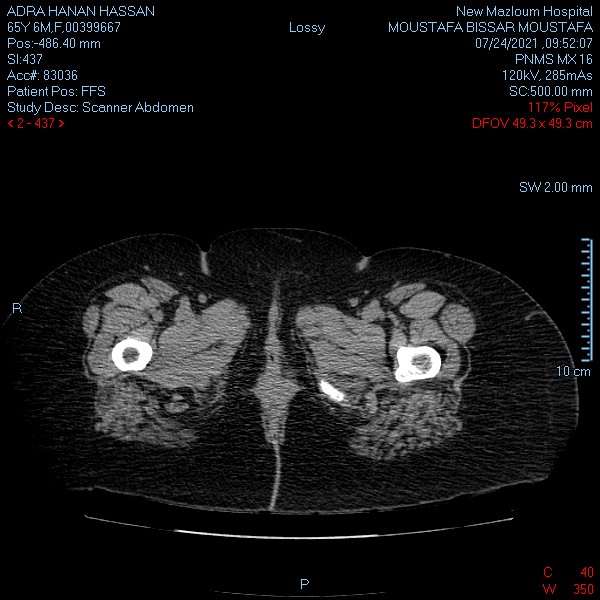 ADRA HANAN HASSAN
65Y 6M,F,00399667
Pos:-486.40 mm
SI:437
Acc#: 83036
Patient Pos: FFS
Study Desc: Scanner Abdomen
< 2 - 437 >
Lossy
New Mazloum Hospital
MOUSTAFA BISSAR MOUSTAFA
07/24/2021 ,09:52:07
PNMS MX 16
120kV, 285mAs
SC:500.00 mm
117% Pixel
DFOV 49.3 x 49.3 cm
SW 2.00 mm
R
10 cm
P
C 40
W 350